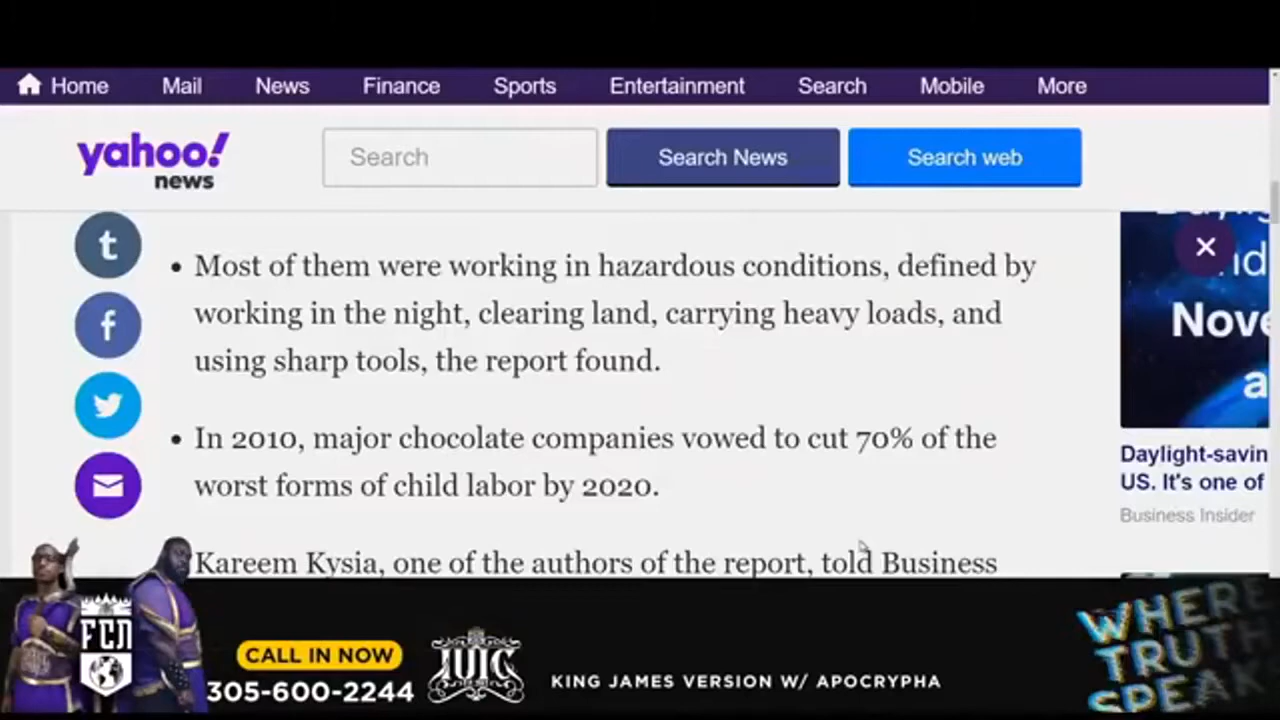 Home Mail News Finance Sports Entertainment Search Mobile More
yahoo!
news
Search
Search News
Search web
t
f
• Most of them were working in hazardous conditions, defined by
working in the night, clearing land, carrying heavy loads, and
using sharp tools, the report found.
• In 2010, major chocolate companies vowed to cut 70% of the
worst forms of child labor by 2020.
Kareem Kysia, one of the authors of the report, told Business
Nove
a
Daylight-savin
US. It's one of
Business Insider
FCN
CALL IN NOW
305-600-2244
IUIC
KING JAMES VERSION W/ APOCRYPHA
WHERE
TRUTH
SPEAK